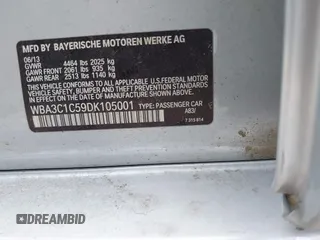 MFD BY BAYERISCHE MOTOREN WERKE AG
06/13
GVWR 4464 lbs 2025 kg
GAWR FRONT 2061 lbs 935 kg
GAWR REAR 2513 lbs 1140 kg
THIS VEHICLE CONFORMS TO ALL APPLICABLE
FEDERAL MOTOR VEHICLE SAFETY, BUMPER AND
THEFT PREVENTION STANDARDS IN EFFECT ON THE
DATE OF MANUFACTURE SHOWN ABOVE.
WBA3C1C59DK105001 TYPE: PASSENGER CAR
A83/
DREAMBID